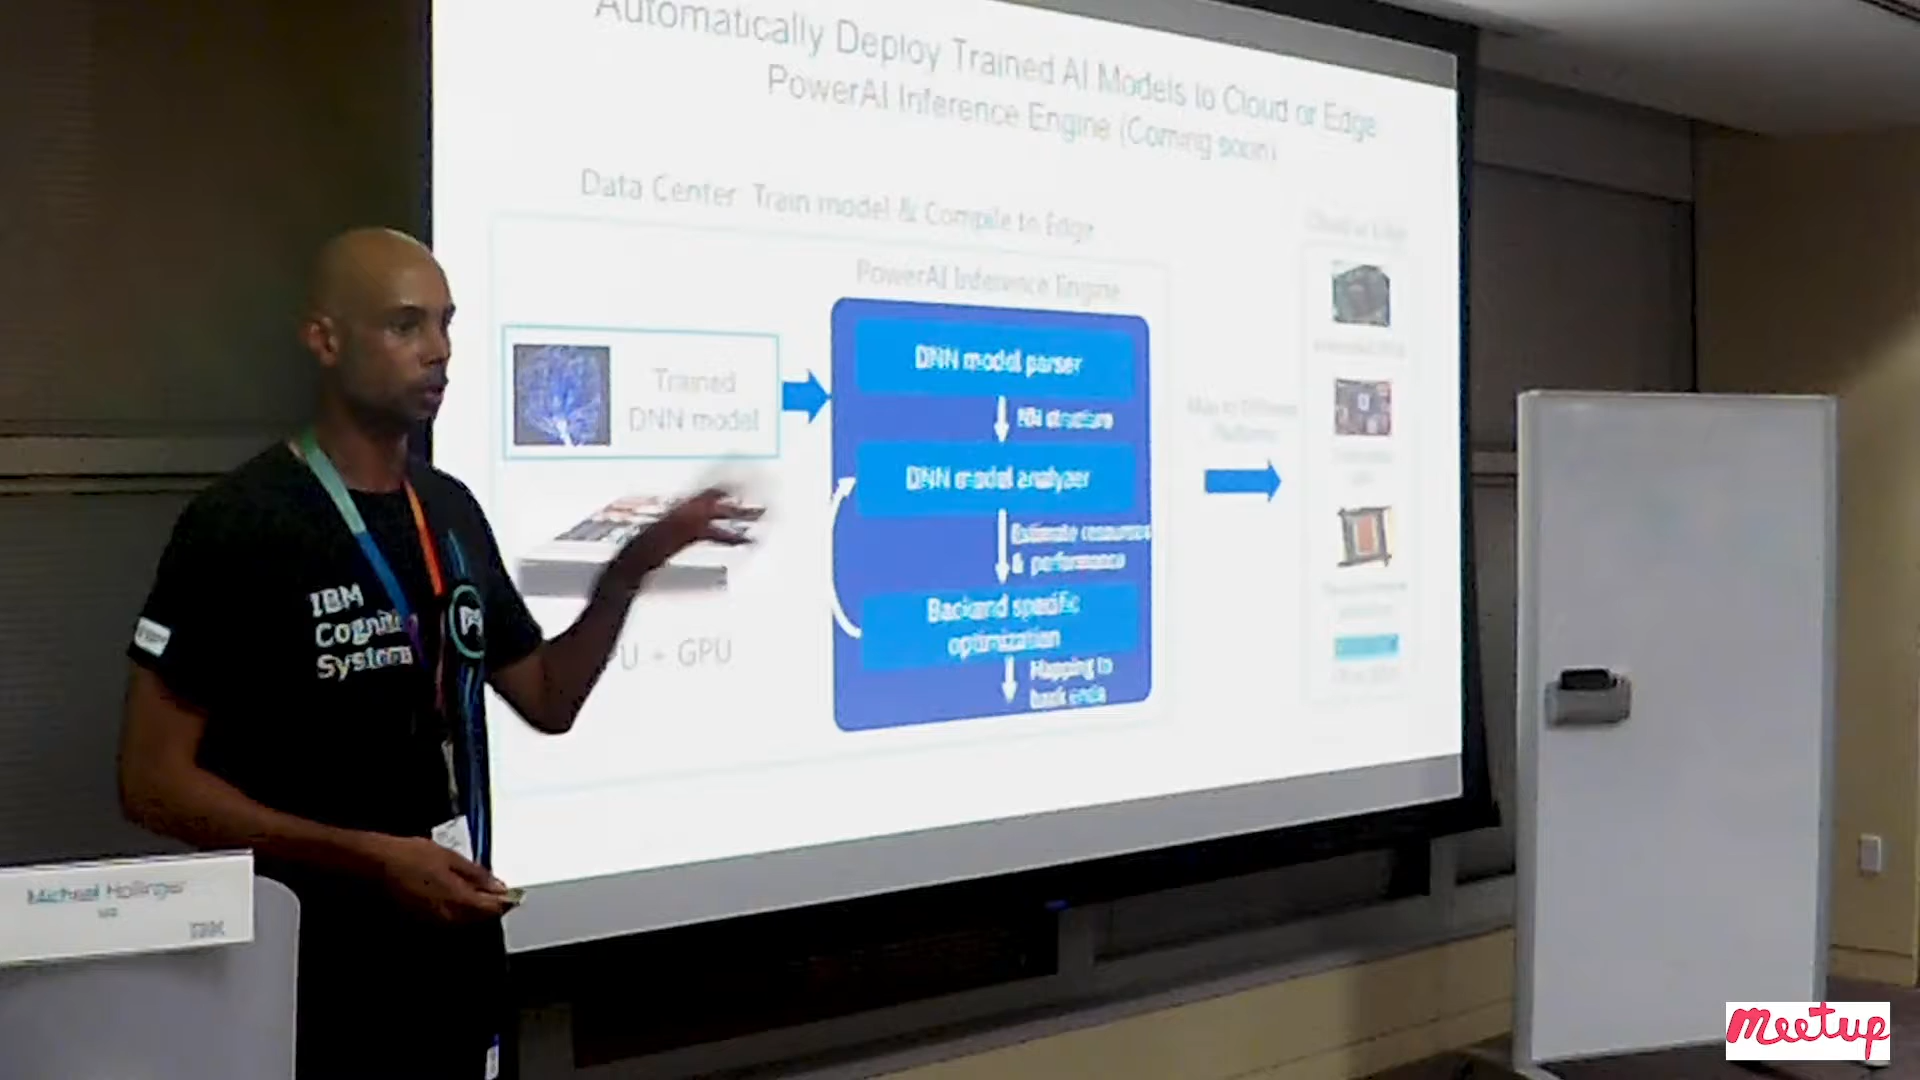 Automatically Deploy Trained AI Models to Cloud or Edge
PowerAI Inference Engine (Coming soon)
Data Center Train model & Compile to Edge
PowerAI Inference Engine
Trained
DNN model
DNN model parser
NN structure
DNN model analyzer
Estimate resources
& performance
Backend specific
optimization
Mapping to
back ends
U + GPU
IBM
Cognitive
Systems
Michael Hollinger
IBM
Meetup